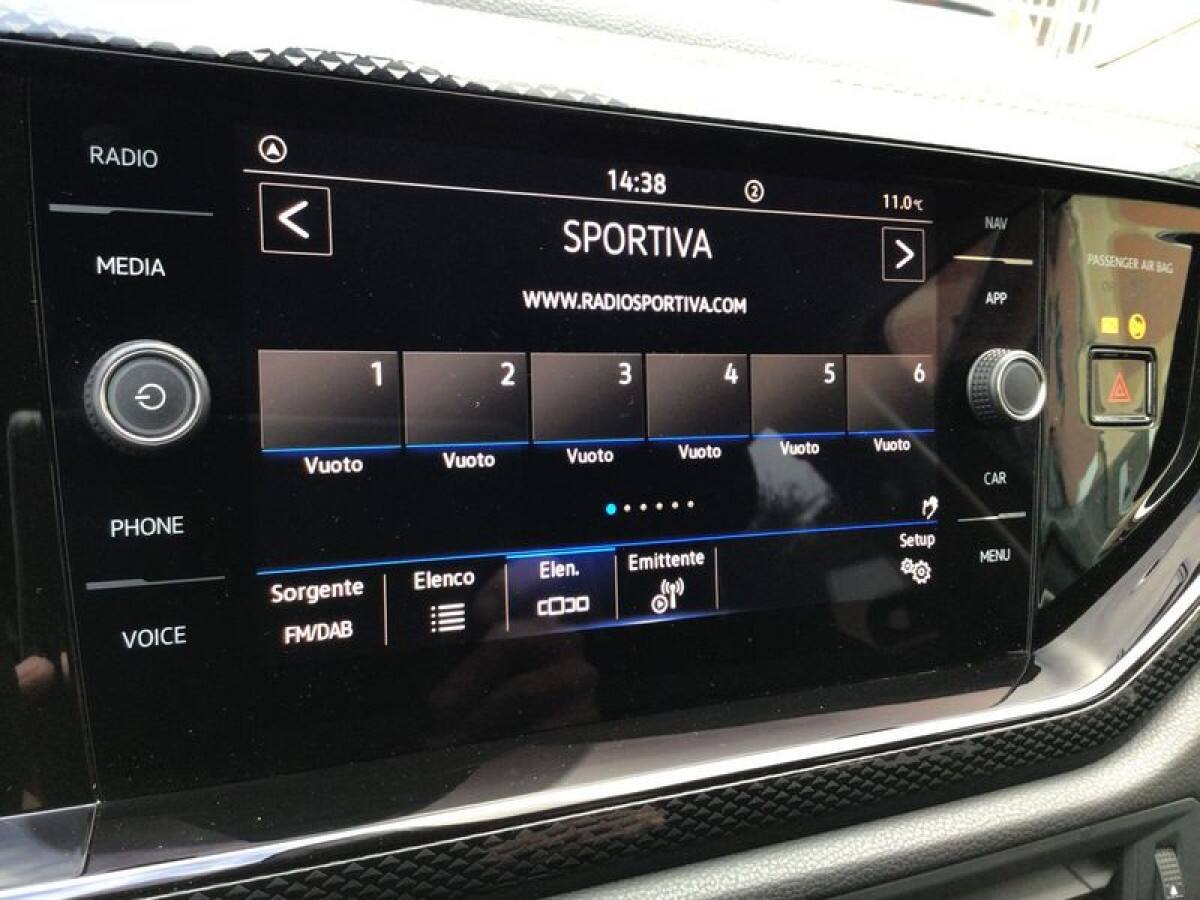 RADIO
MEDIA
PHONE
VOICE
14:38
2
11.0°C
<
SPORTIVA
>
WWW.RADIOSPORTIVA.COM
1 2 3 4 5 6
Vuoto Vuoto Vuoto Vuoto Vuoto Vuoto
Sorgente
FM/DAB
Elenco
Elen.
Emittente
Setup
NAV
APP
CAR
MENU
PASSENGER AIR BAG